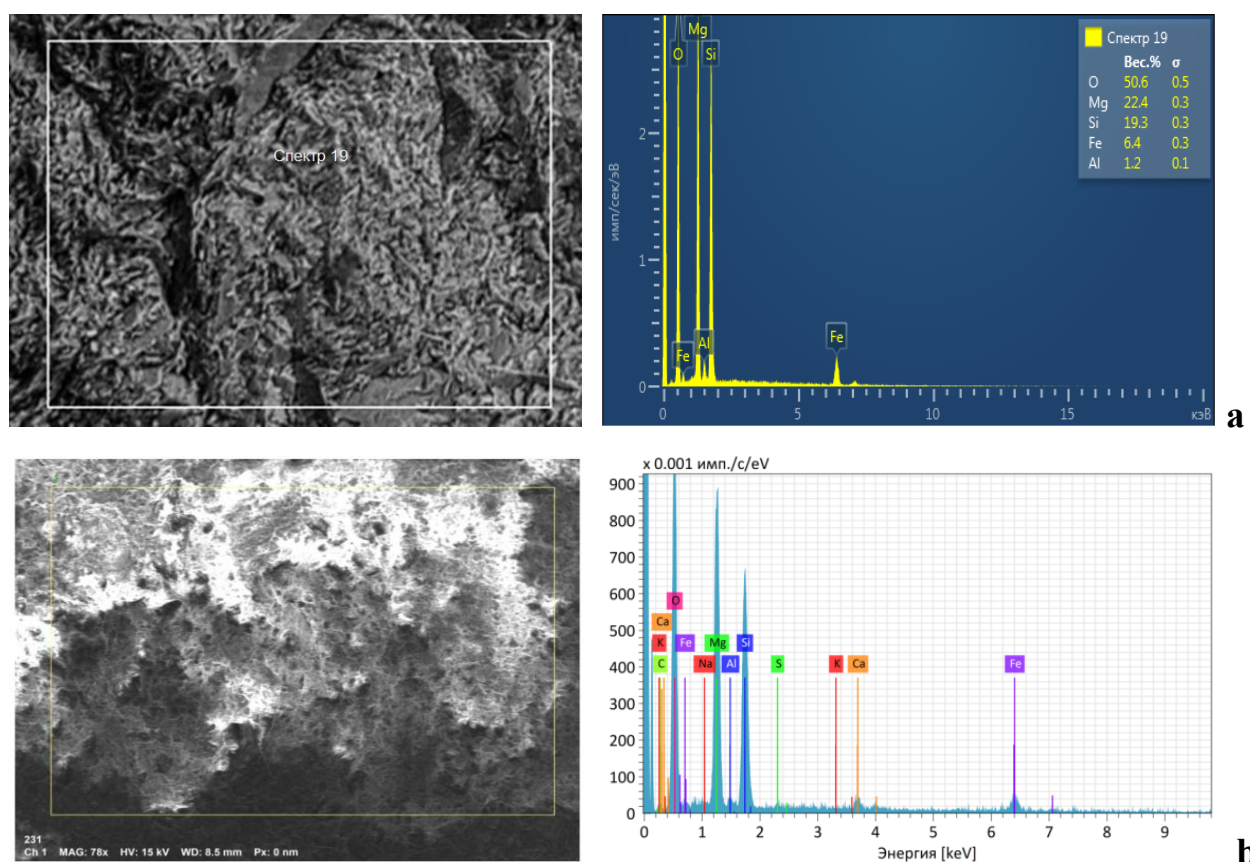 Спектр 19
Mg
O
Si
Fe
Al
Fe
Спектр 19
Вес.% σ
O 50.6 0.5
Mg 22.4 0.3
Si 19.3 0.3
Fe 6.4 0.3
Al 1.2 0.1
имп/сек/эВ
2
1
0
0 5 10 15 кэВ
a
231
Ch 1 MAG: 78x HV: 15 kV WD: 8.5 mm Px: 0 nm
x 0.001 имп./с/eV
900
800
700
600
500
400
300
200
100
0
O
Ca
K Fe Mg Si
C Na Al S K Ca Fe
0 1 2 3 4 5 6 7 8 9
Энергия [keV]
b